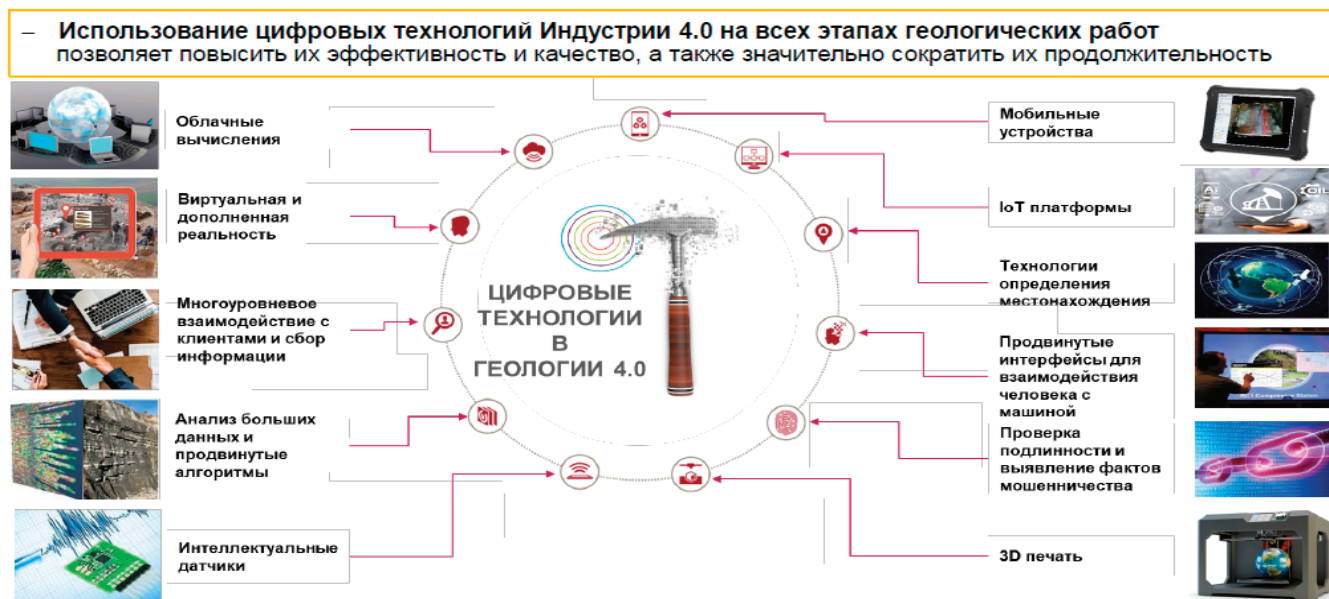 – Использование цифровых технологий Индустрии 4.0 на всех этапах геологических работ
позволяет повысить их эффективность и качество, а также значительно сократить их продолжительность
Облачные
вычисления
Виртуальная и
дополненная
реальность
Многоуровневое
взаимодействие с
клиентами и сбор
информации
Анализ больших
данных и
продвинутые
алгоритмы
Интеллектуальные
датчики
ЦИФРОВЫЕ
ТЕХНОЛОГИИ
В
ГЕОЛОГИИ 4.0
Мобильные
устройства
IoT платформы
Технологии
определения
местонахождения
Продвинутые
интерфейсы для
взаимодействия
человека с
машиной
Проверка
подлинности и
выявление фактов
мошенничества
3D печать